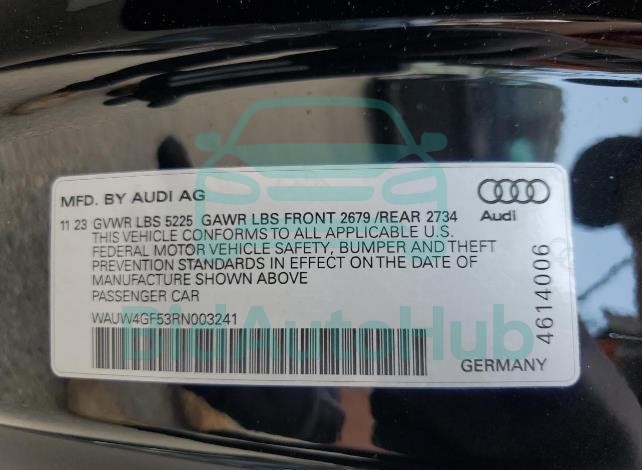 MFD. BY AUDI AG
11 23 GVWR LBS 5225 GAWR LBS FRONT 2679 /REAR 2734
THIS VEHICLE CONFORMS TO ALL APPLICABLE U.S.
FEDERAL MOTOR VEHICLE SAFETY, BUMPER AND THEFT
PREVENTION STANDARDS IN EFFECT ON THE DATE OF
MANUFACTURE SHOWN ABOVE
PASSENGER CAR
WAUW4GF53RN003241
Audi
4614006
GERMANY
BidAutoHub